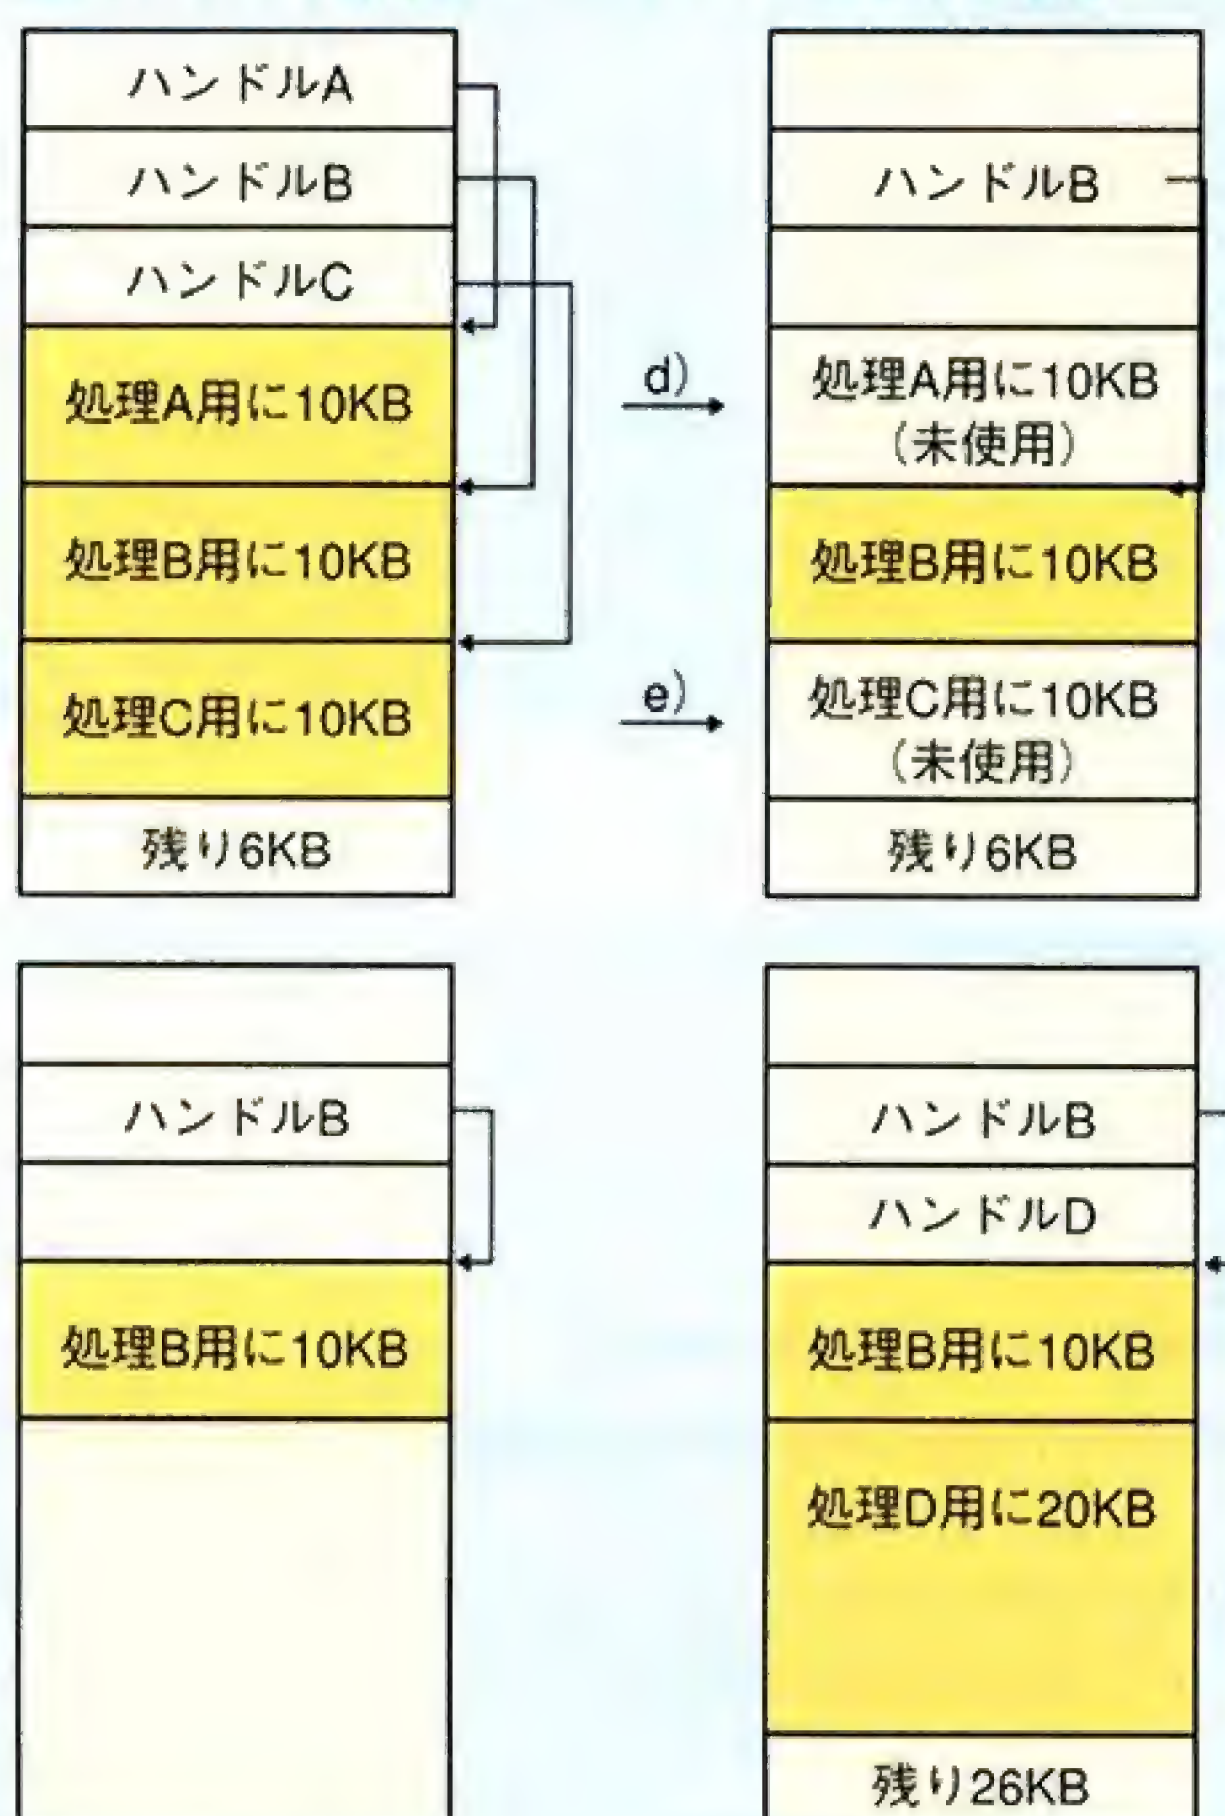 ハンドルA
ハンドルB
ハンドルC
処理A用に10KB
処理B用に10KB
処理C用に10KB
残り6KB
d)
e)
ハンドルB
処理A用に10KB
(未使用)
処理B用に10KB
処理C用に10KB
(未使用)
残り6KB
ハンドルB
処理B用に10KB
ハンドルB
ハンドルD
処理B用に10KB
処理D用に20KB
残り26KB